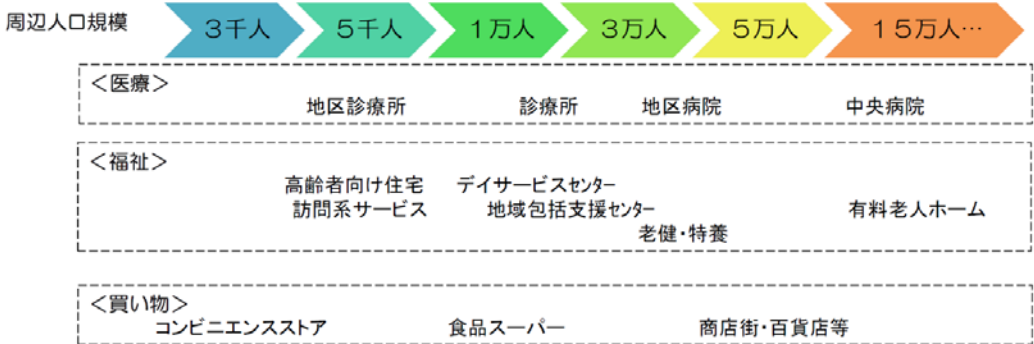 周辺人口規模 3千人 5千人 1万人 3万人 5万人 15万人…
<医療>
地区診療所 診療所 地区病院 中央病院
<福祉>
高齢者向け住宅 デイサービスセンター
訪問系サービス 地域包括支援センター 有料老人ホーム
老健・特養
<買い物>
コンビニエンスストア 食品スーパー 商店街・百貨店等